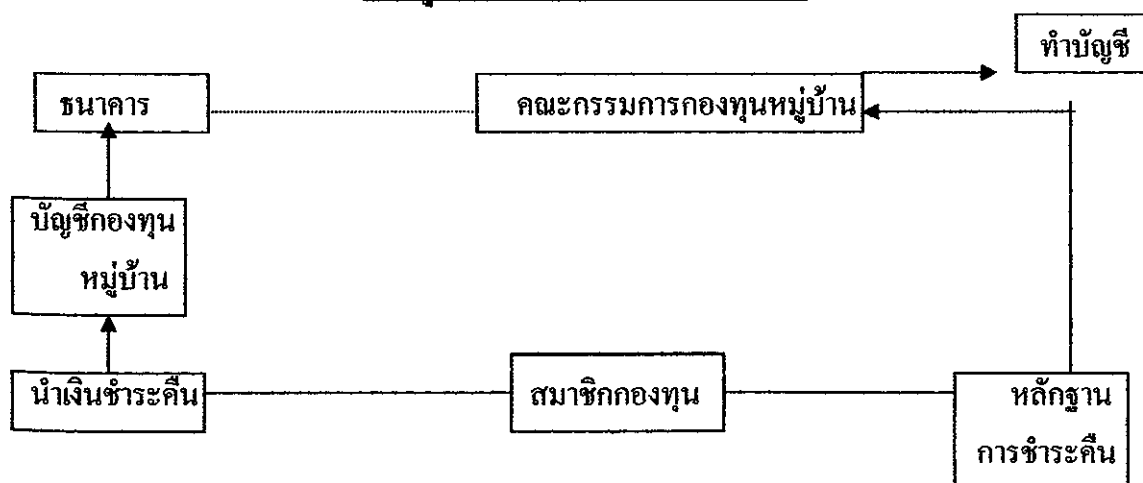 ทำบัญชี
ธนาคาร
คณะกรรมการกองทุนหมู่บ้าน
บัญชีกองทุน
หมู่บ้าน
นำเงินชำระคืน
สมาชิกกองทุน
หลักฐาน
การชำระคืน